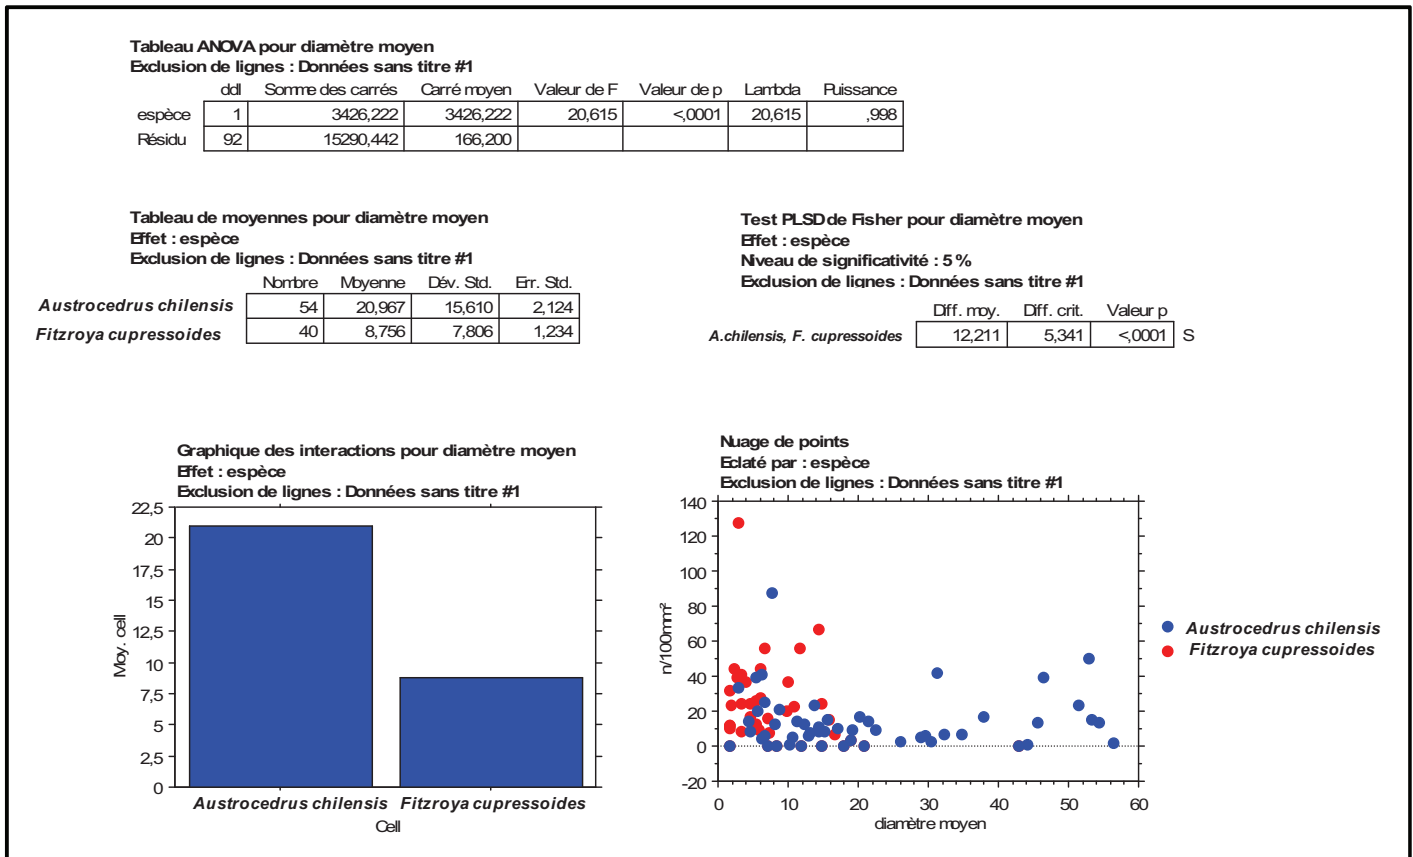 Tableau ANOVA pour diamètre moyen
Exclusion de lignes : Données sans titre #1
ddl Somme des carrés Carré moyen Valeur de F Valeur de p Lambda Puissance
espèce 1 3426,222 3426,222 20,615 <,0001 20,615 ,998
Résidu 92 15290,442 166,200
Tableau de moyennes pour diamètre moyen
Effet : espèce
Exclusion de lignes : Données sans titre #1
Nombre Moyenne Dév. Std. Err. Std.
Austrocedrus chilensis 54 20,967 15,610 2,124
Fitzroya cupressoides 40 8,756 7,806 1,234
Test PLSD de Fisher pour diamètre moyen
Effet : espèce
Niveau de significativité : 5 %
Exclusion de lignes : Données sans titre #1
Diff. moy. Diff. crit. Valeur p
A.chilensis, F. cupressoides 12,211 5,341 <,0001 S
Graphique des interactions pour diamètre moyen
Effet : espèce
Exclusion de lignes : Données sans titre #1
22,5
20
17,5
15
12,5
10
7,5
5
2,5
0
Moy. cell
Austrocedrus chilensis Fitzroya cupressoides
Cell
Nuage de points
Eclaté par : espèce
Exclusion de lignes : Données sans titre #1
140
120
100
80
60
40
20
0
-20
n/100mm²
0 10 20 30 40 50 60
diamètre moyen
Austrocedrus chilensis
Fitzroya cupressoides